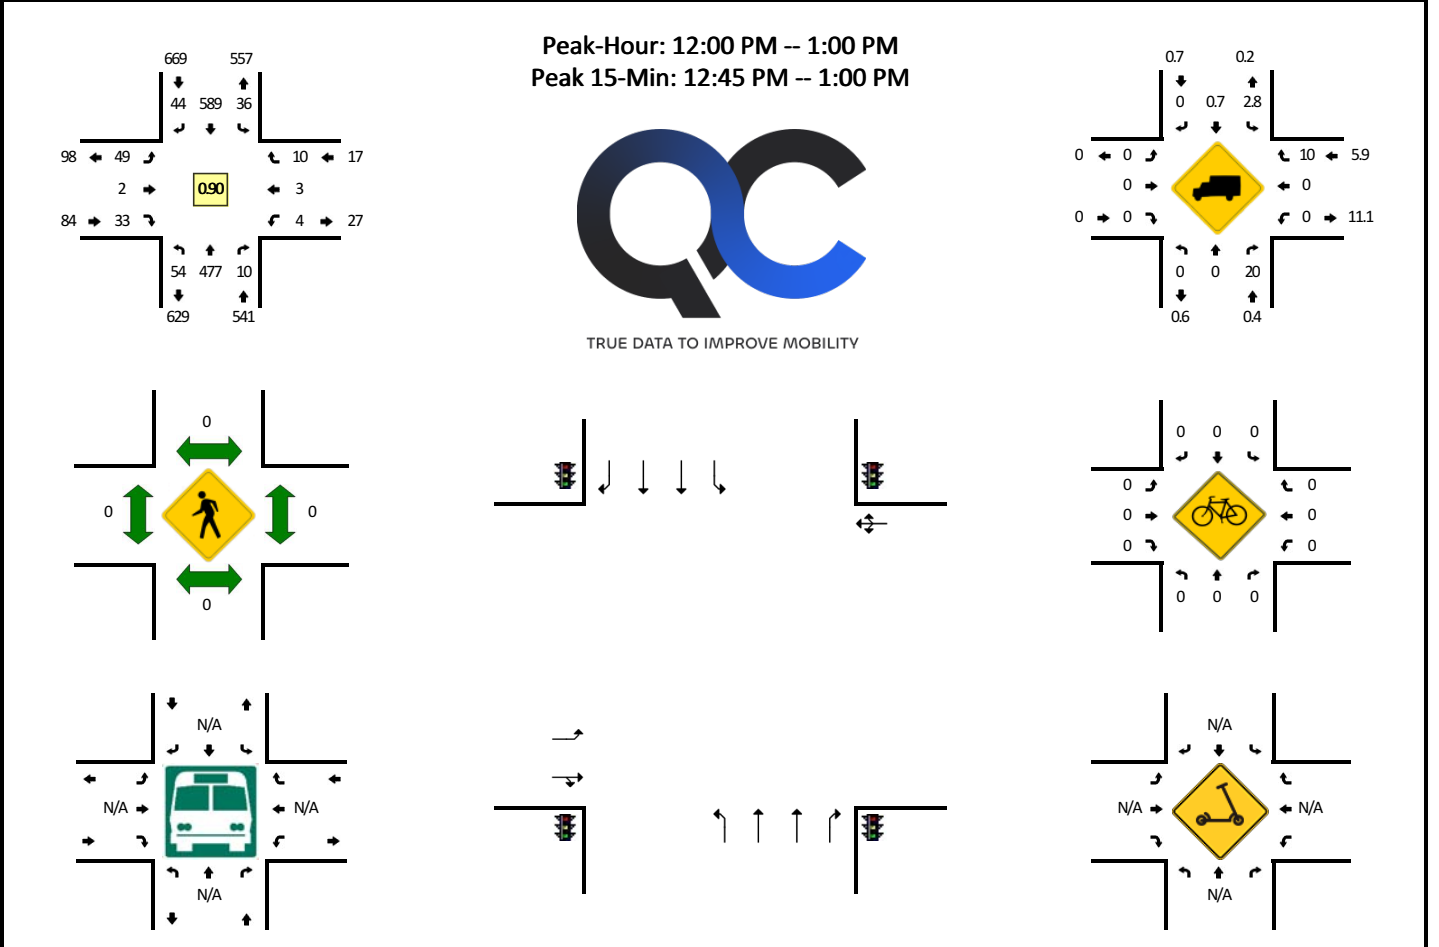 Peak-Hour: 12:00 PM -- 1:00 PM
Peak 15-Min: 12:45 PM -- 1:00 PM
669 557
44 589 36
98 49 10 17
2 0.90 3
84 33 4 27
54 477 10
629 541
QC
TRUE DATA TO IMPROVE MOBILITY
0.7 0.2
0 0.7 2.8
0 0 10 5.9
0 0
0 0 0 11.1
0 0 20
0.6 0.4
0
0 0
0
0 0 0
0 0
0 0
0 0
0 0 0
N/A
N/A N/A
N/A
N/A
N/A N/A
N/A